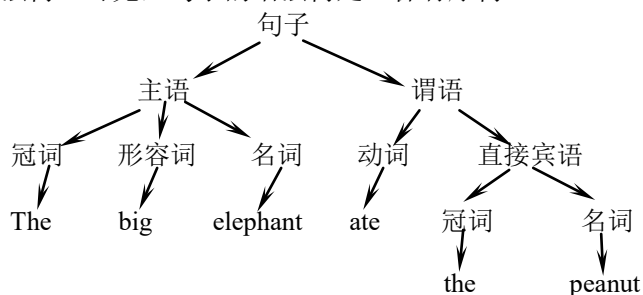 句子
主语 谓语
冠词 形容词 名词 动词 直接宾语
The big elephant ate 冠词 名词
the peanut